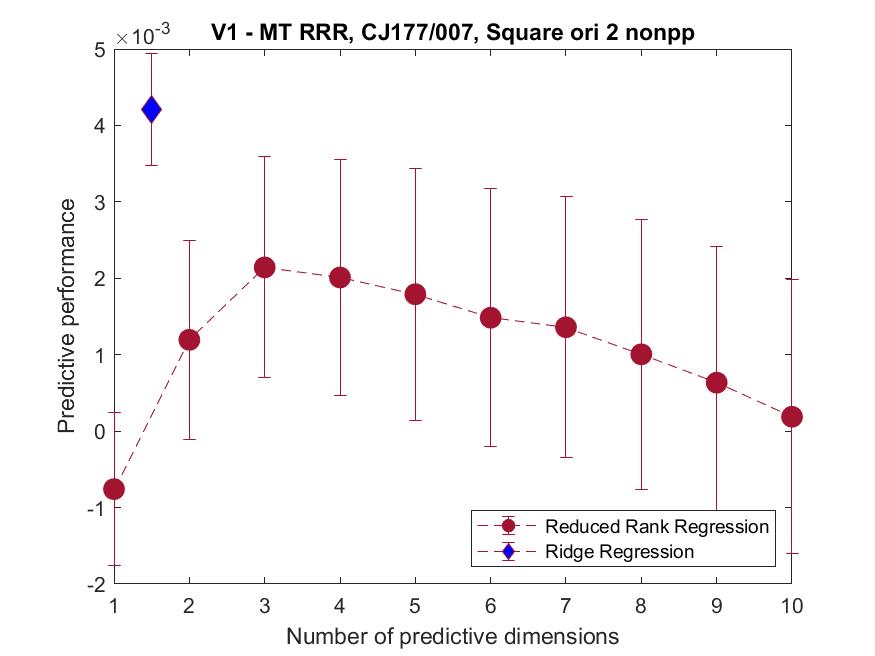 ×10⁻³
V1 - MT RRR, CJ177/007, Square ori 2 nonpp
5
4
3
2
1
0
-1
-2
Predictive performance
1 2 3 4 5 6 7 8 9 10
Number of predictive dimensions
Reduced Rank Regression
Ridge Regression